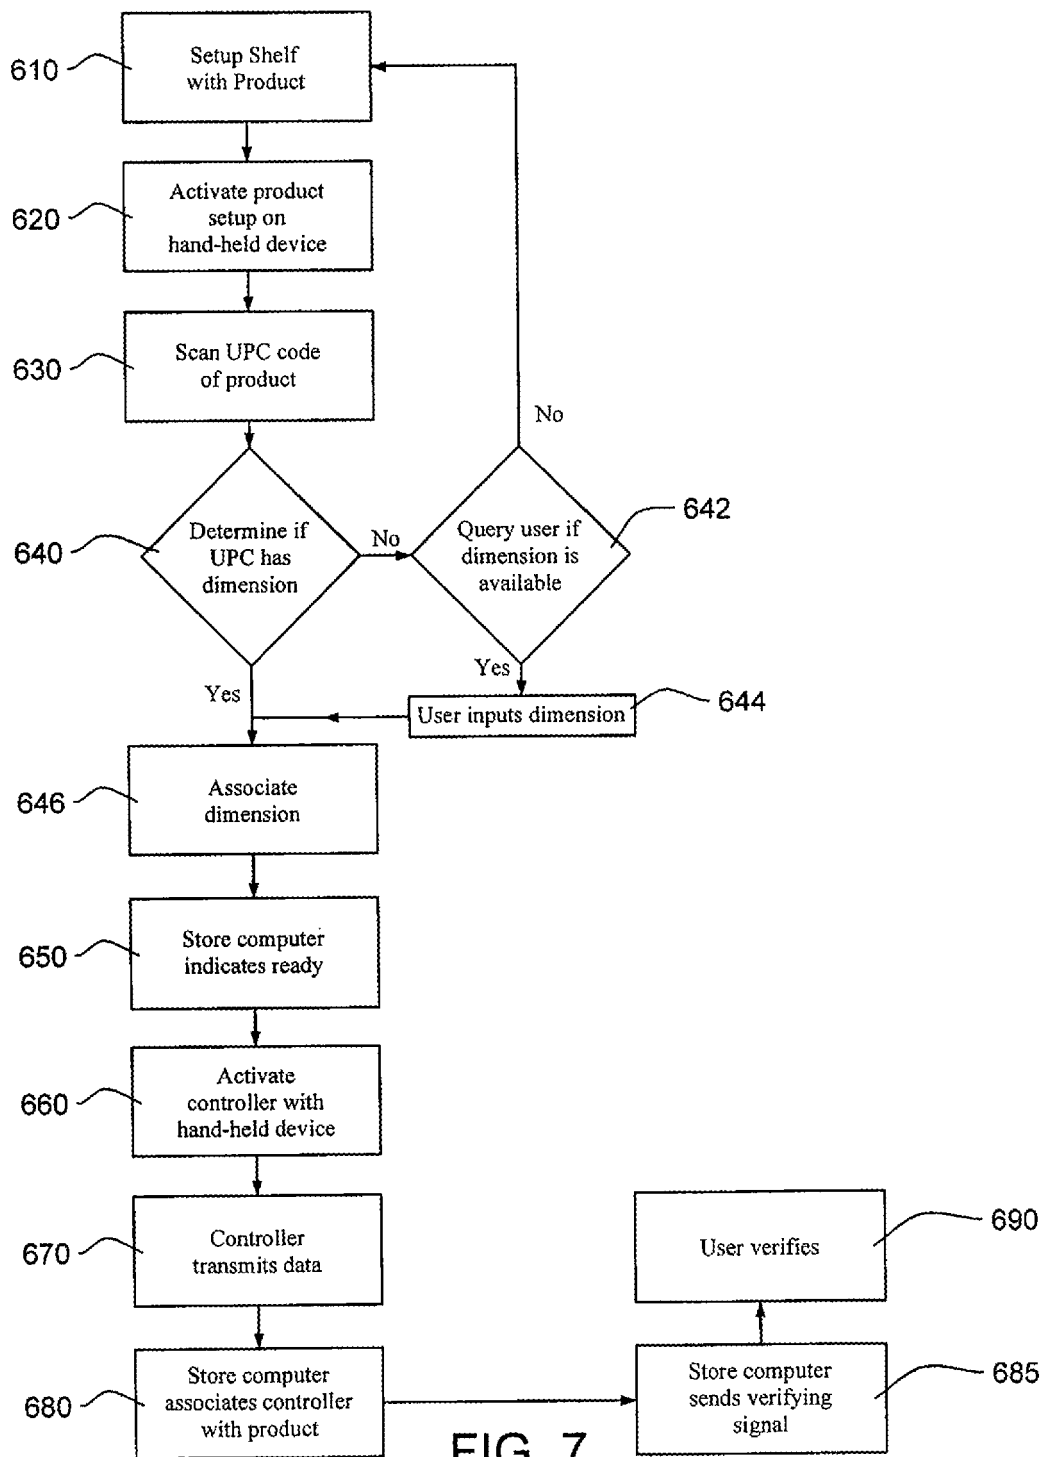 610
Setup Shelf
with Product
620
Activate product
setup on
hand-held device
630
Scan UPC code
of product
No
640
Determine if
UPC has
dimension
No
Query user if
dimension is
available
642
Yes
Yes
User inputs dimension
644
646
Associate
dimension
650
Store computer
indicates ready
660
Activate
controller with
hand-held device
670
Controller
transmits data
User verifies
690
680
Store computer
associates controller
with product
Store computer
sends verifying
signal
685
FIG. 7